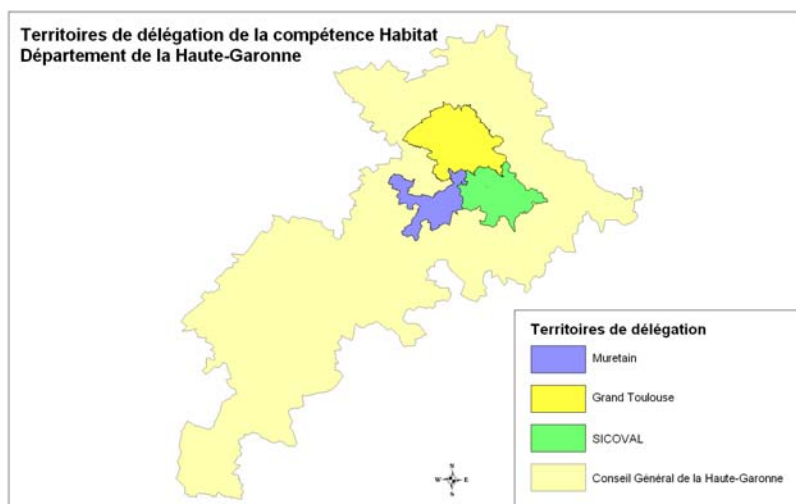 Territoires de délégation de la compétence Habitat
Département de la Haute-Garonne
Territoires de délégation
Muretain
Grand Toulouse
SICOVAL
Conseil Général de la Haute-Garonne
N
W E
S